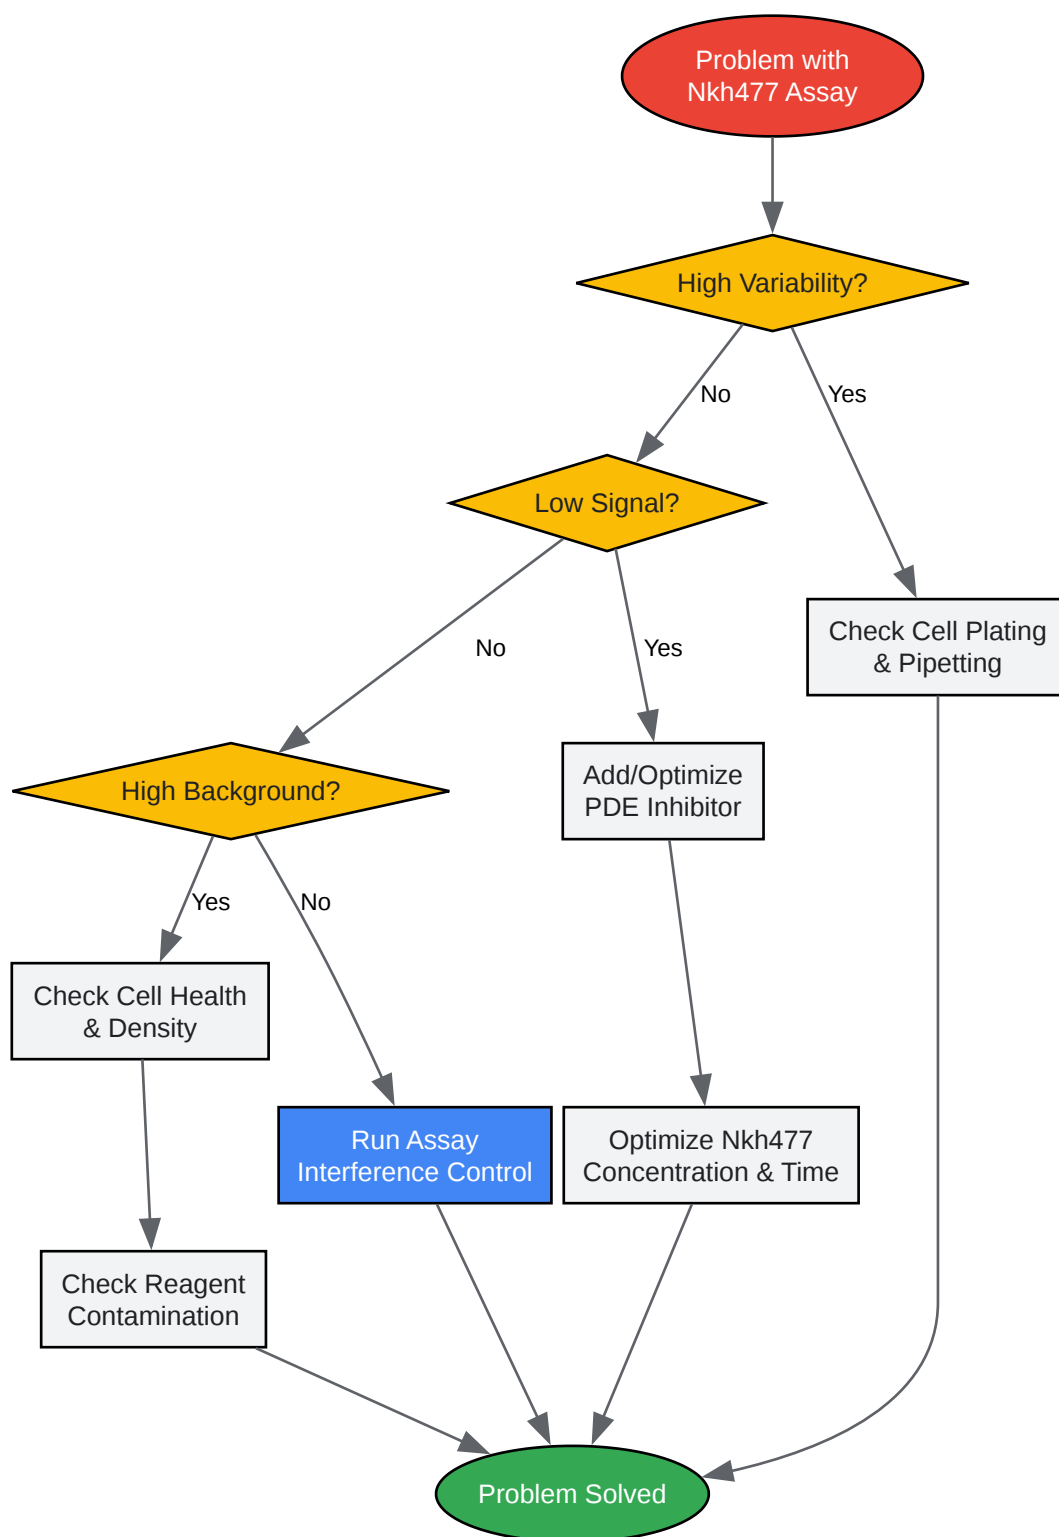 Problem with
Nkh477 Assay
High Variability?
No
Yes
Low Signal?
No
Yes
Check Cell Plating
& Pipetting
High Background?
Add/Optimize
PDE Inhibitor
Yes
No
Check Cell Health
& Density
Run Assay
Interference Control
Optimize Nkh477
Concentration & Time
Check Reagent
Contamination
Problem Solved